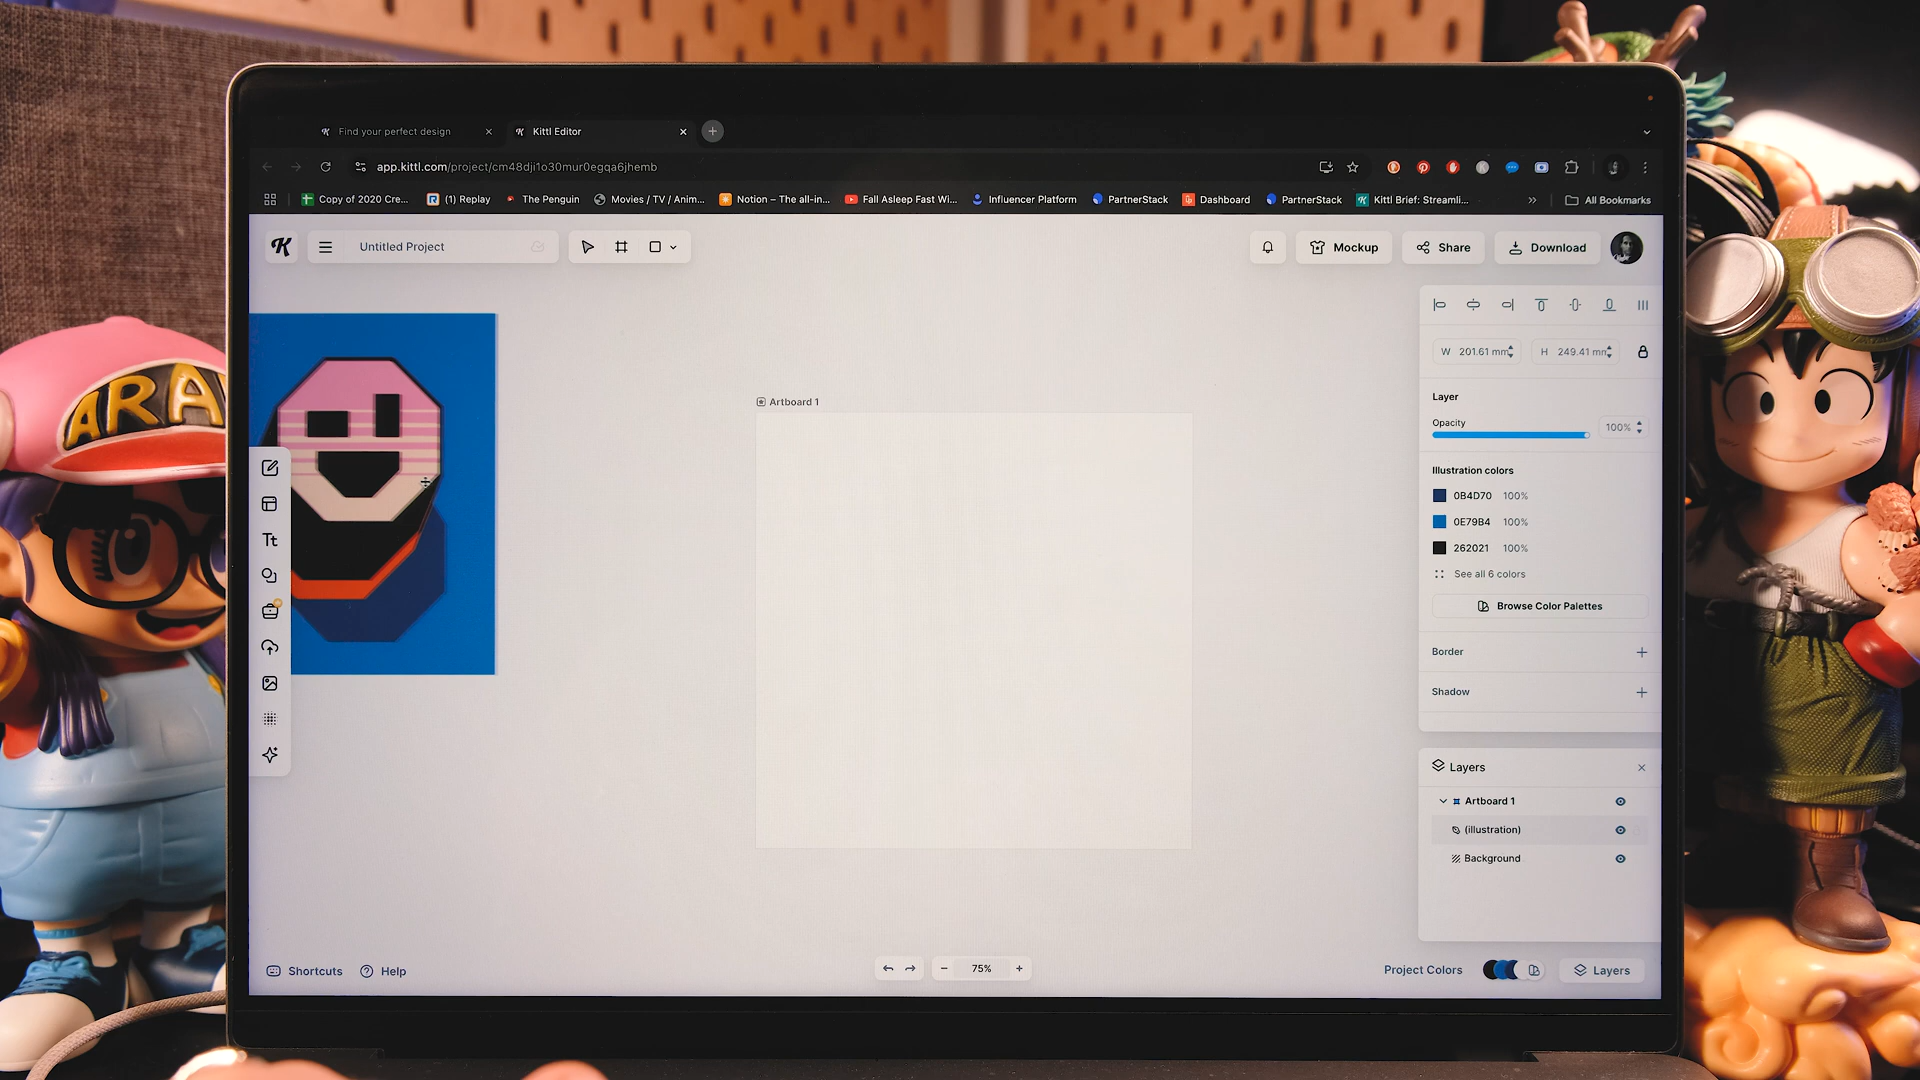 Find your perfect design
Kittl Editor
app.kittl.com/project/cm48dji1o30mur0egqa6jhemb
Copy of 2020 Cre...
(1) Replay
The Penguin
Movies / TV / Anim...
Notion – The all-in...
Fall Asleep Fast Wi...
Influencer Platform
PartnerStack
Dashboard
PartnerStack
Kittl Brief: Streamli...
All Bookmarks
K
Untitled Project
Mockup
Share
Download
W 201.61 mm
H 249.41 mm
ARA
Layer
Artboard 1
Opacity
100%
Illustration colors
0B4D70 100%
0E79B4 100%
Tt
262021 100%
See all 6 colors
Browse Color Palettes
Border
Shadow
Layers
Artboard 1
(illustration)
Background
Shortcuts
Help
75%
Project Colors
Layers